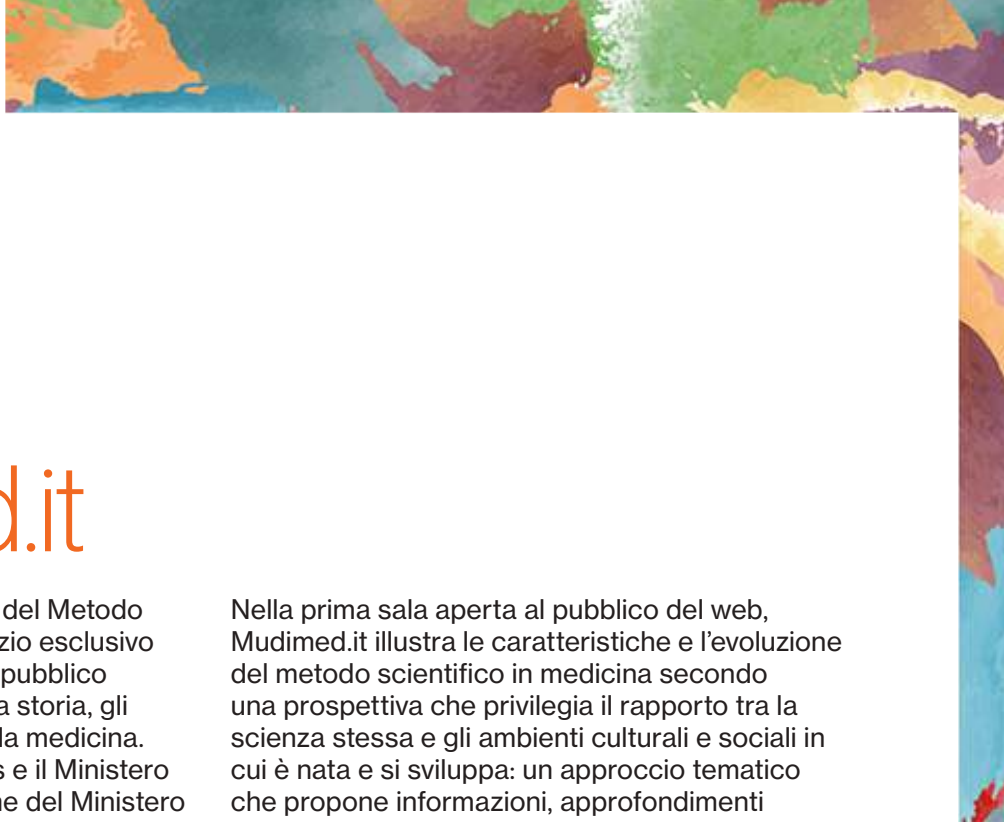 d.it
del Metodo
zio esclusivo
pubblico
a storia, gli
la medicina.
s e il Ministero
ne del Ministero
Nella prima sala aperta al pubblico del web,
Mudimed.it illustra le caratteristiche e l’evoluzione
del metodo scientifico in medicina secondo
una prospettiva che privilegia il rapporto tra la
scienza stessa e gli ambienti culturali e sociali in
cui è nata e si sviluppa: un approccio tematico
che propone informazioni, approfondimenti